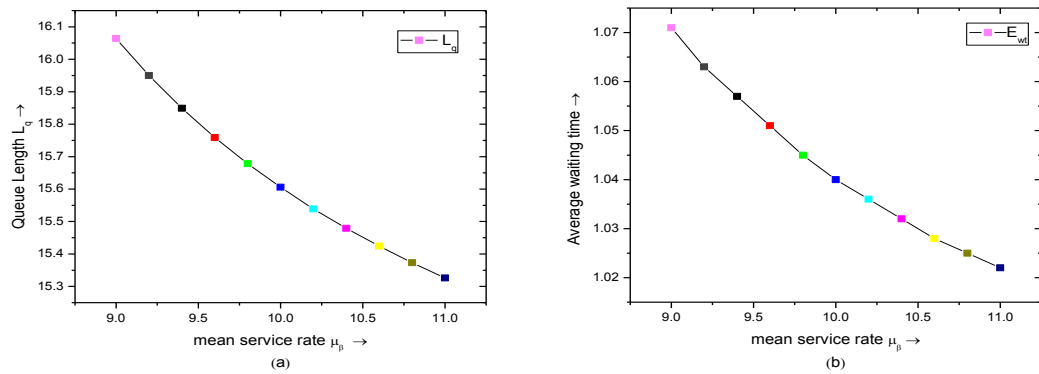 16.1
16.0
15.9
15.8
15.7
15.6
15.5
15.4
15.3
Queue Length L_q →
L_q
9.0 9.5 10.0 10.5 11.0
mean service rate μ_β →
(a)
1.07
1.06
1.05
1.04
1.03
1.02
Average waiting time →
E_wt
9.0 9.5 10.0 10.5 11.0
mean service rate μ_β →
(b)